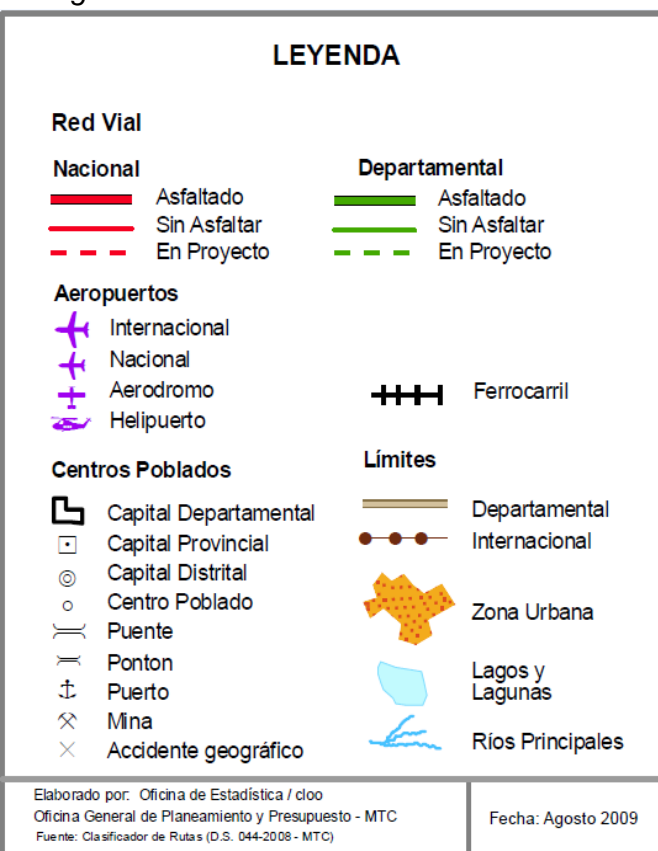 LEYENDA
Red Vial
Nacional
Asfaltado
Sin Asfaltar
En Proyecto
Departamental
Asfaltado
Sin Asfaltar
En Proyecto
Aeropuertos
Internacional
Nacional
Aerodromo
Helipuerto
Ferrocarril
Centros Poblados
Capital Departamental
Capital Provincial
Capital Distrital
Centro Poblado
Puente
Ponton
Puerto
Mina
Accidente geográfico
Límites
Departamental
Internacional
Zona Urbana
Lagos y
Lagunas
Ríos Principales
Elaborado por: Oficina de Estadística / cloo
Oficina General de Planeamiento y Presupuesto - MTC
Fuente: Clasificador de Rutas (D.S. 044-2008 - MTC)
Fecha: Agosto 2009